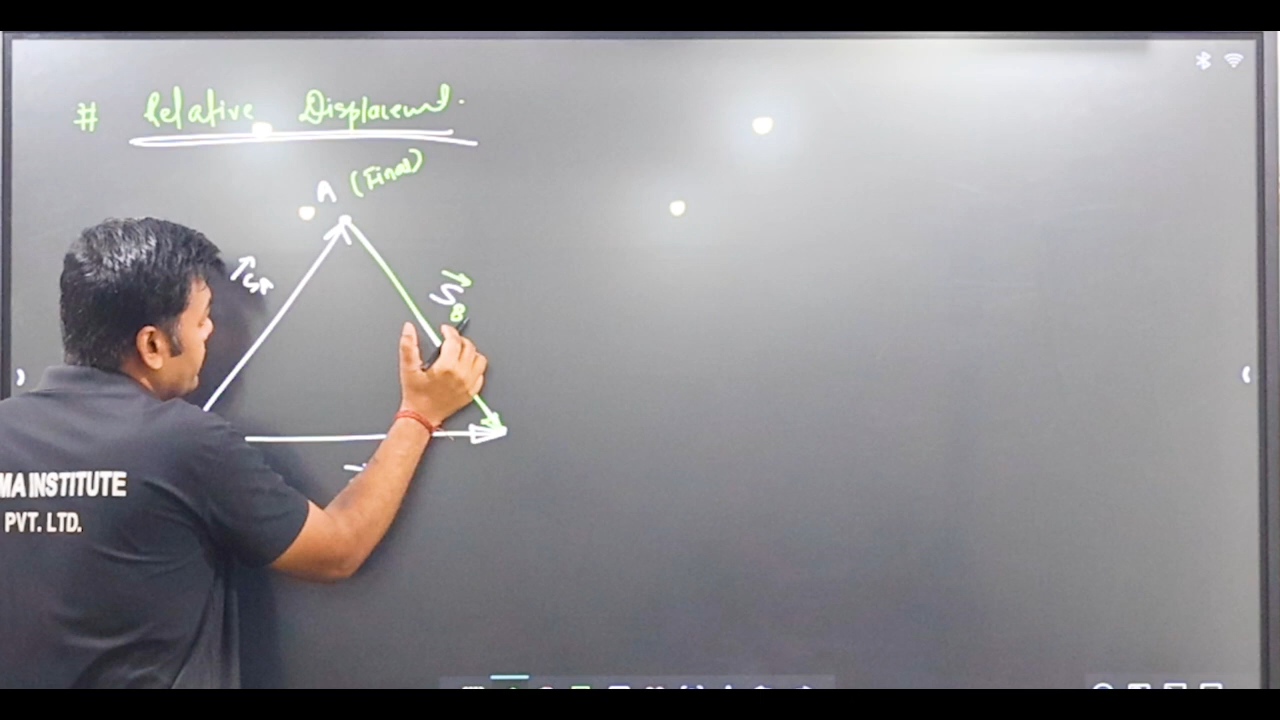 # Relative Displacement.
A (Final)
MA INSTITUTE
PVT. LTD.